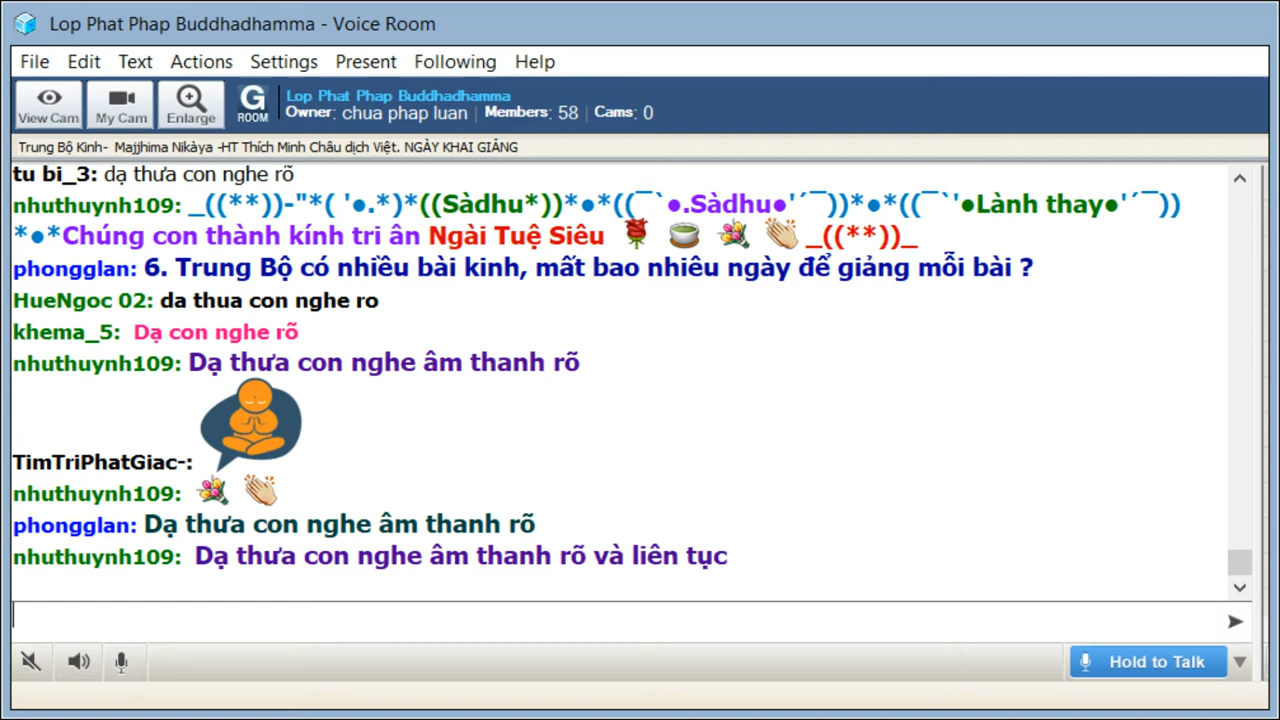 Lop Phat Phap Buddhadhamma - Voice Room
File Edit Text Actions Settings Present Following Help
View Cam My Cam Enlarge G ROOM
Lop Phat Phap Buddhadhamma
Owner: chua phap luan | Members: 58 | Cams: 0
Trung Bộ Kinh- Majjhima Nikàya -HT Thích Minh Châu dịch Việt. NGÀY KHAI GIẢNG
tu bi_3: dạ thưa con nghe rõ
nhuthuynh109: _((**))-"*( '●.*)*((Sàdhu*))*●*((¯`●.Sàdhu●'´¯))*●*((¯`'●Lành thay●'´¯))
*●*Chúng con thành kính tri ân Ngài Tuệ Siêu 🌹 🍵 💐 👏 _((**))_
phongglan: 6. Trung Bộ có nhiều bài kinh, mất bao nhiêu ngày để giảng mỗi bài ?
HueNgoc 02: da thua con nghe ro
khema_5: Dạ con nghe rõ
nhuthuynh109: Dạ thưa con nghe âm thanh rõ
TimTriPhatGiac-:
nhuthuynh109: 💐 👏
phongglan: Dạ thưa con nghe âm thanh rõ
nhuthuynh109: Dạ thưa con nghe âm thanh rõ và liên tục
Hold to Talk